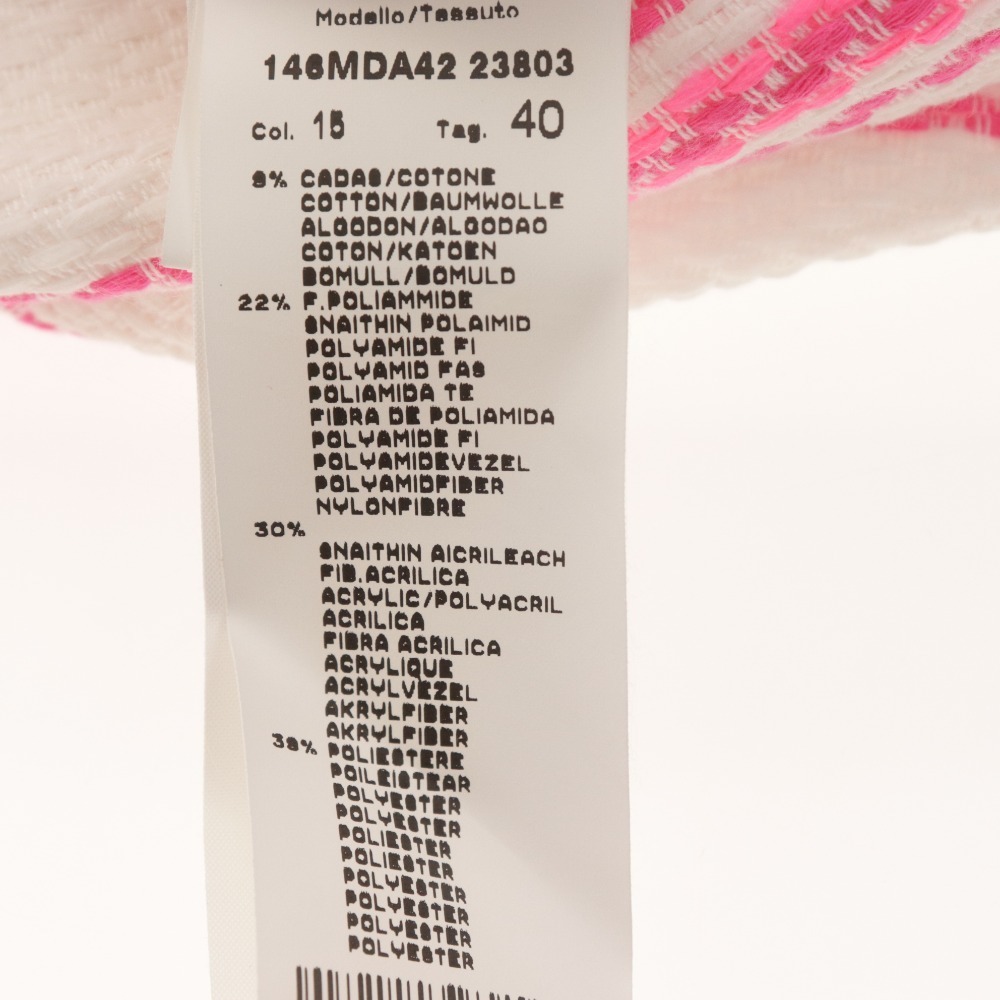 Modello/Tessuto
146MDA42 23803
Col. 15 Tag. 40
9% CADAS/COTONE
COTTON/BAUMWOLLE
ALGODON/ALGODAO
COTON/KATOEN
BOMULL/BOMULD
22% F.POLIAMMIDE
SNAITHIN POLAIMID
POLYAMIDE FI
POLYAMID FAS
POLIAMIDA TE
FIBRA DE POLIAMIDA
POLYAMIDE FI
POLYAMIDEVEZEL
POLYAMIDFIBER
NYLONFIBRE
30%
SNAITHIN AICRILEACH
FIB.ACRILICA
ACRYLIC/POLYACRIL
ACRILICA
FIBRA ACRILICA
ACRYLIQUE
ACRYLVEZEL
AKRYLFIBER
AKRYLFIBER
39% POLIESTERE
POILEISTEAR
POLYESTER
POLYESTER
POLIESTER
POLIESTER
POLYESTER
POLYESTER
POLYESTER
POLYESTER